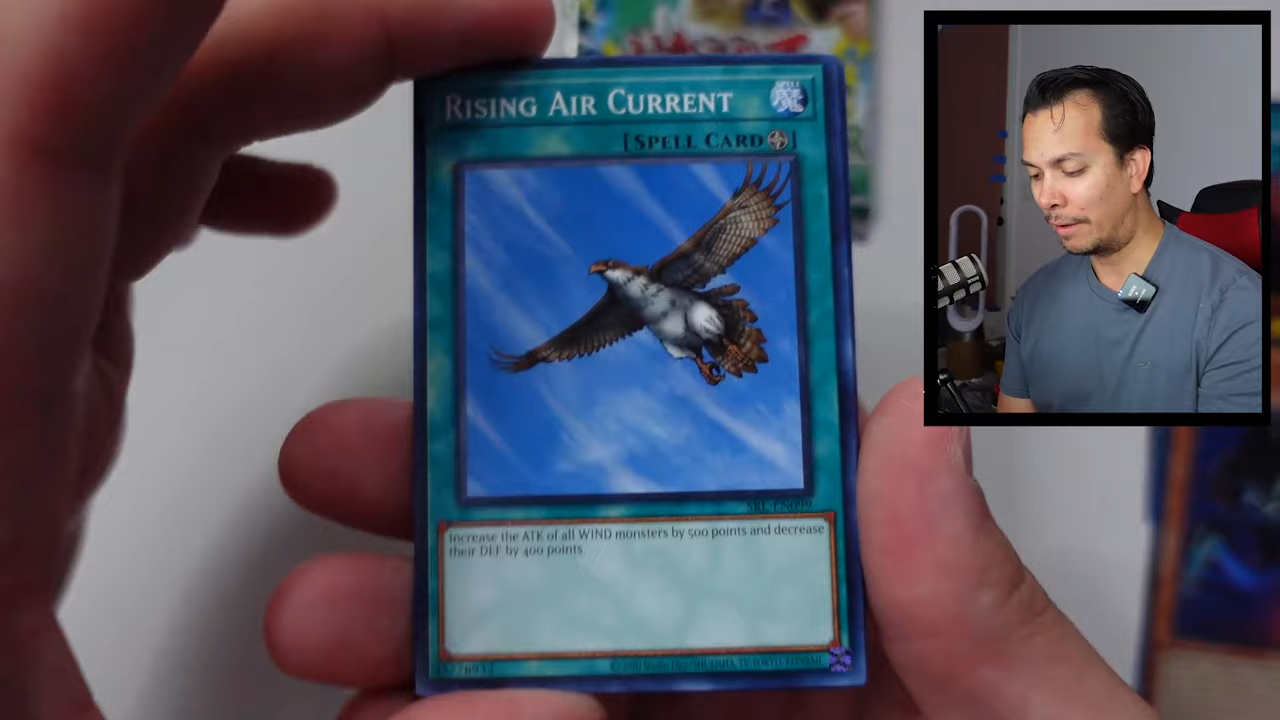 RISING AIR CURRENT
SPELL
[SPELL CARD]
Increase the ATK of all WIND monsters by 500 points and decrease
their DEF by 400 points.